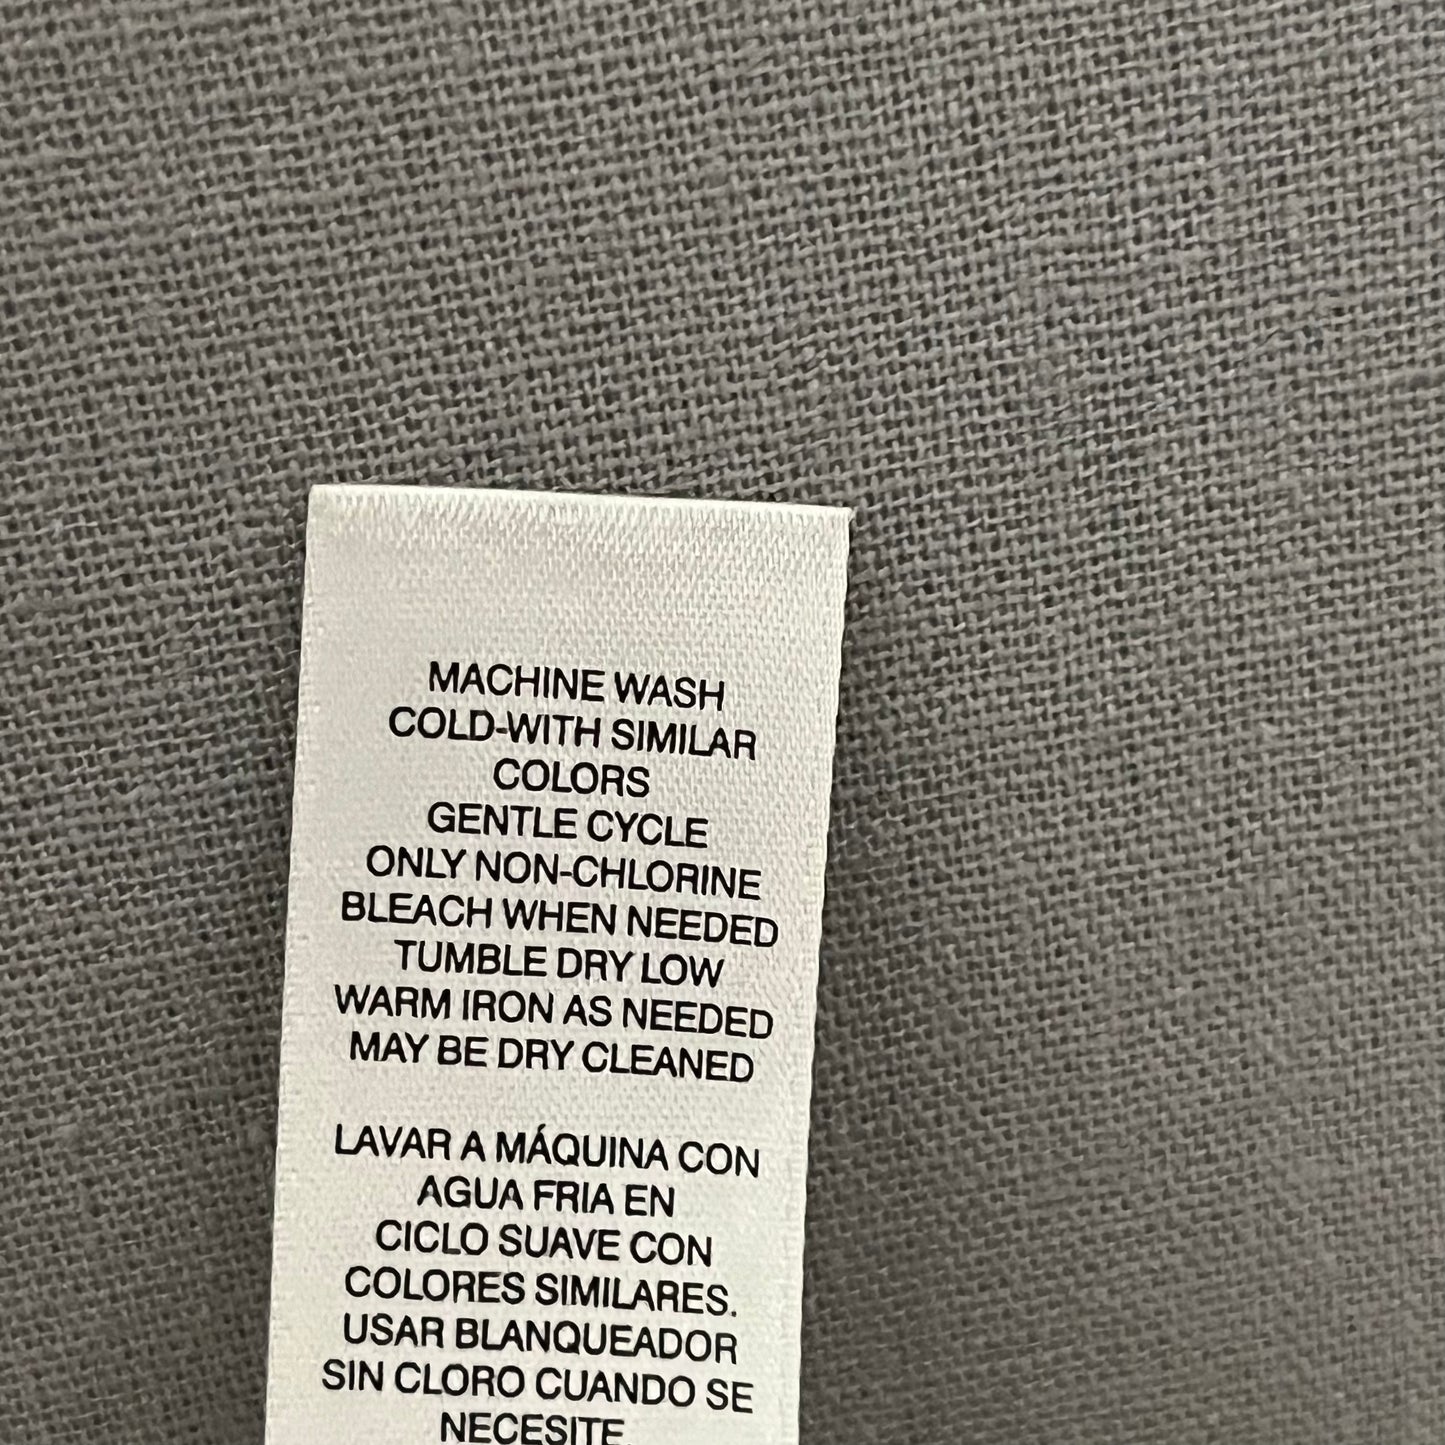 MACHINE WASH
COLD-WITH SIMILAR
COLORS
GENTLE CYCLE
ONLY NON-CHLORINE
BLEACH WHEN NEEDED
TUMBLE DRY LOW
WARM IRON AS NEEDED
MAY BE DRY CLEANED
LAVAR A MÁQUINA CON
AGUA FRIA EN
CICLO SUAVE CON
COLORES SIMILARES.
USAR BLANQUEADOR
SIN CLORO CUANDO SE
NECESITE.